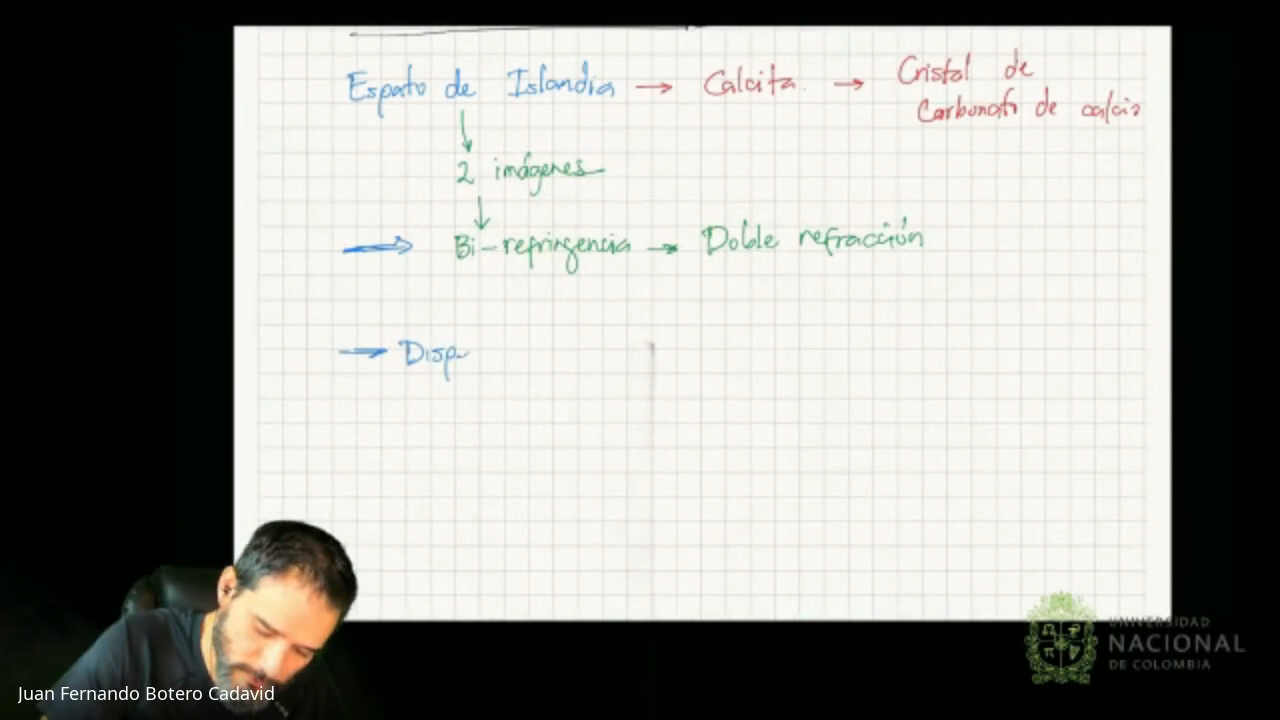 Espato de Islandia → Calcita → Cristal de
Carbonato de calcio
↓
2 imágenes
↓
⇒ Bi-refringencia → Doble refracción
→ Disp
Juan Fernando Botero Cadavid
UNIVERSIDAD
NACIONAL
DE COLOMBIA